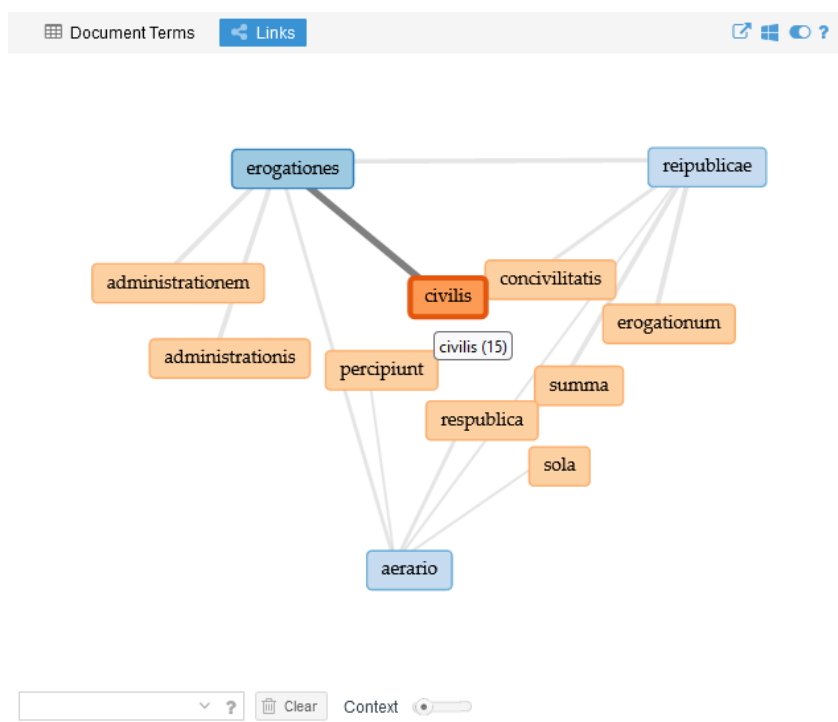 Document Terms Links ?
erogationes
reipublicae
administrationem
civilis
concivilitatis
erogationum
administrationis
percipiunt
civilis (15)
summa
respublica
sola
aerario
? Clear Context